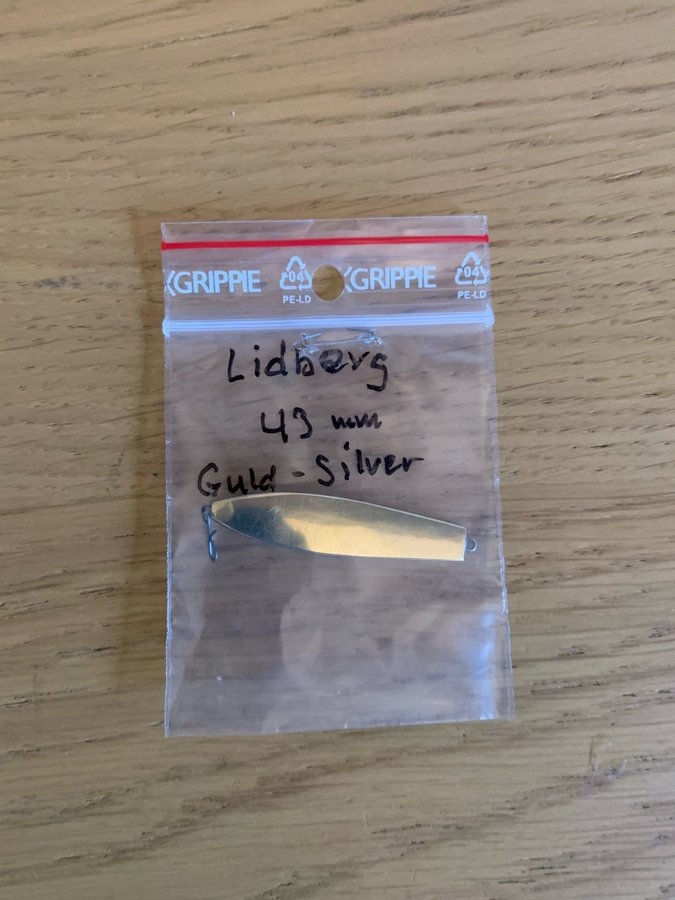 GRIPPIE 04 GRIPPIE 04
PE-LD PE-LD
Lidberg
43 mm
Guld - Silver